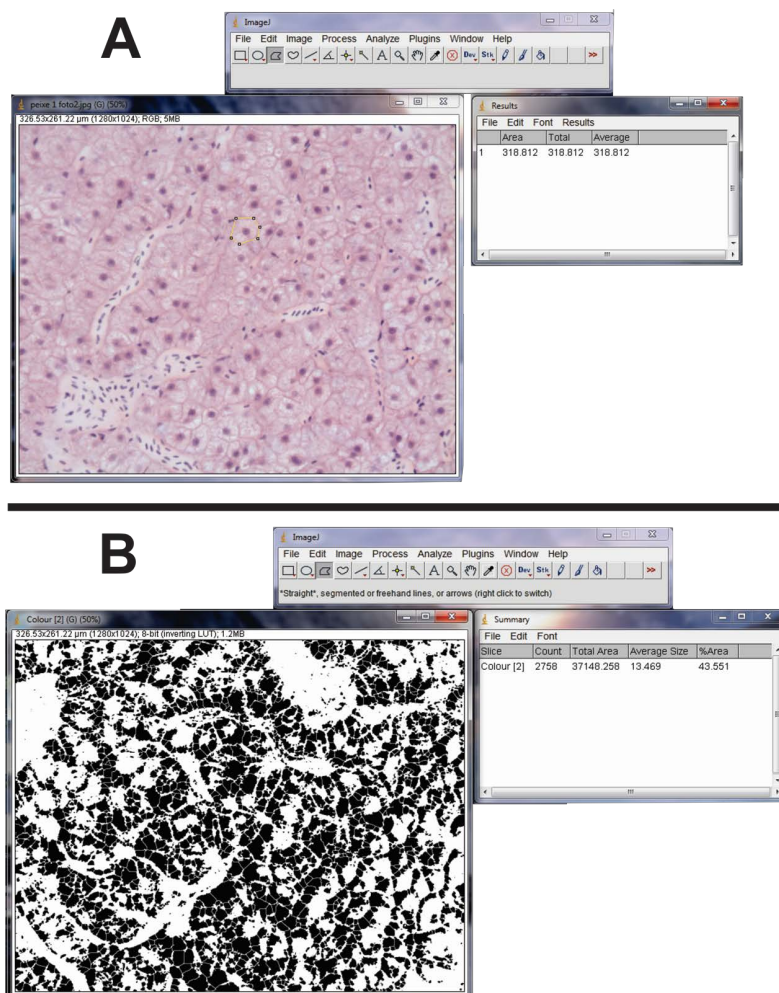 A
ImageJ
File Edit Image Process Analyze Plugins Window Help
Dev Stk >>
peixe 1 foto2.jpg (G) (50%)
326.53x261.22 µm (1280x1024); RGB; 5MB
Results
File Edit Font Results
Area Total Average
1 318.812 318.812 318.812
B
ImageJ
File Edit Image Process Analyze Plugins Window Help
Dev Stk >>
*Straight*, segmented or freehand lines, or arrows (right click to switch)
Colour [2] (G) (50%)
326.53x261.22 µm (1280x1024); 8-bit (inverting LUT); 1.2MB
Summary
File Edit Font
Slice Count Total Area Average Size %Area
Colour [2] 2758 37148.258 13.469 43.551